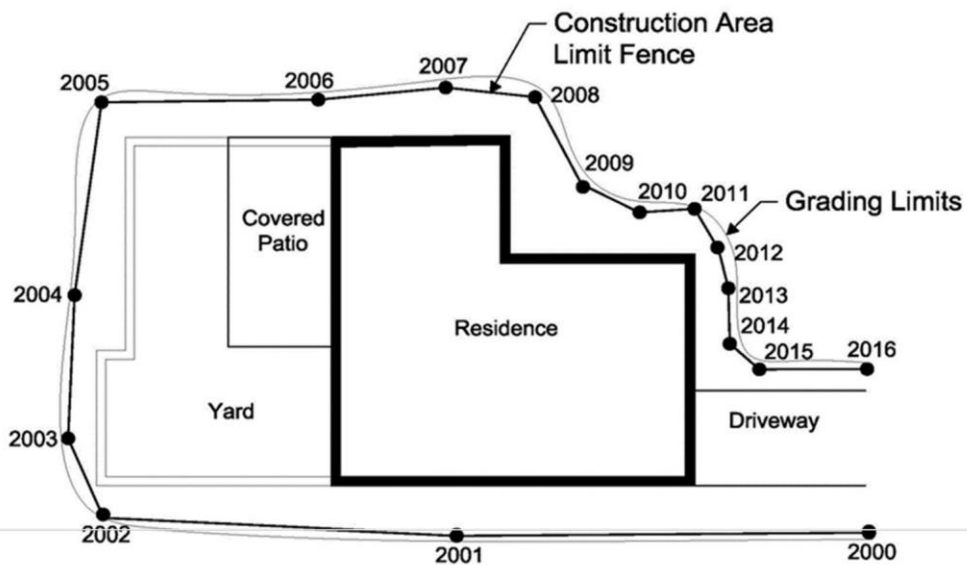 Construction Area
Limit Fence
2005
2006
2007
2008
2009
2010
2011
Grading Limits
Covered
Patio
2012
2004
2013
Residence
2014
2015
2016
Yard
Driveway
2003
2002
2001
2000